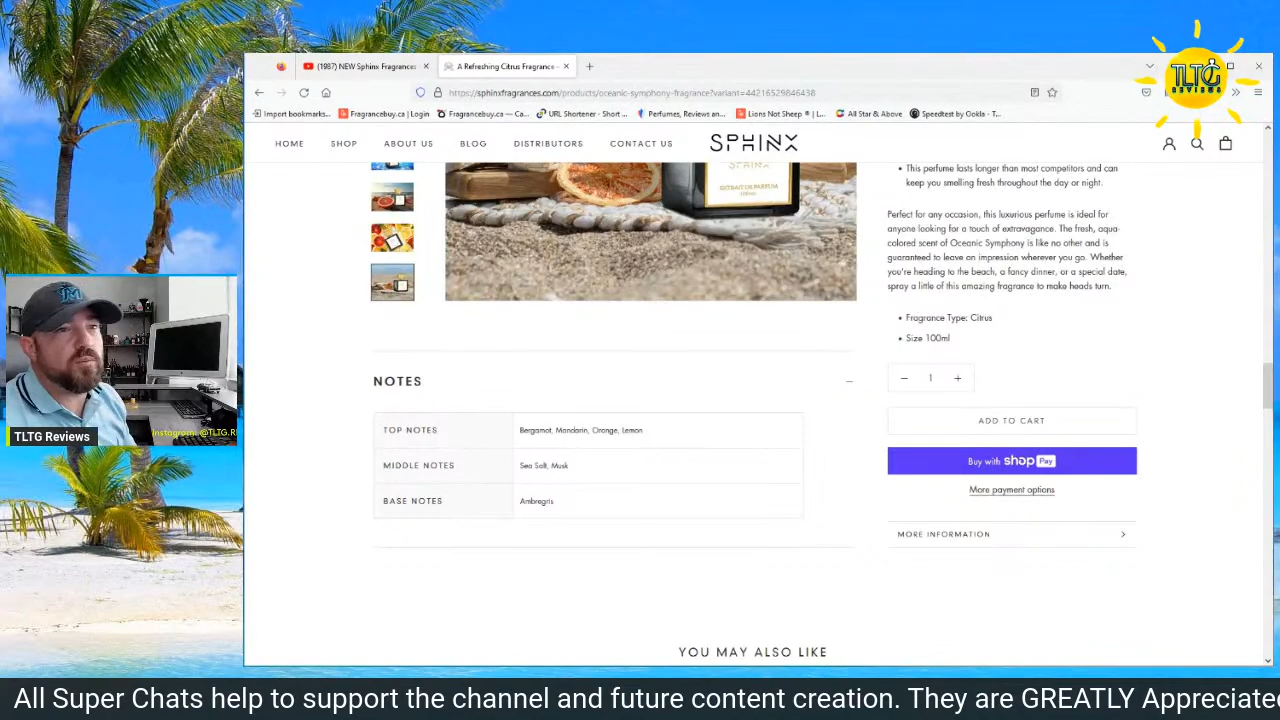 TLTG
REVIEWS
(1987) NEW Sphinx Fragrances
A Refreshing Citrus Fragrance –
https://sphinxfragrances.com/products/oceanic-symphony-fragrance?variant=44216529846438
Import bookmarks...
Fragrancebuy.ca | Login
Fragrancebuy.ca — Ca...
URL Shortener - Short ...
Perfumes, Reviews an...
Lions Not Sheep ® | L...
All Star & Above
Speedtest by Ookla - T...
HOME
SHOP
ABOUT US
BLOG
DISTRIBUTORS
CONTACT US
SPHINX
• This perfume lasts longer than most competitors and can
keep you smelling fresh throughout the day or night.
SPHINX
EXTRAIT DE PARFUM
Perfect for any occasion, this luxurious perfume is ideal for
anyone looking for a touch of extravagance. The fresh, aqua-
colored scent of Oceanic Symphony is like no other and is
guaranteed to leave an impression wherever you go. Whether
you're heading to the beach, a fancy dinner, or a special date,
spray a little of this amazing fragrance to make heads turn.
• Fragrance Type: Citrus
• Size 100ml
NOTES
−
− 1 +
TOP NOTES
Bergamot, Mandarin, Orange, Lemon
MIDDLE NOTES
Sea Salt, Musk
BASE NOTES
Ambregris
ADD TO CART
Buy with shop Pay
More payment options
MORE INFORMATION
YOU MAY ALSO LIKE
TLTG Reviews
Instagram: @TLTG.R
All Super Chats help to support the channel and future content creation. They are GREATLY Appreciate